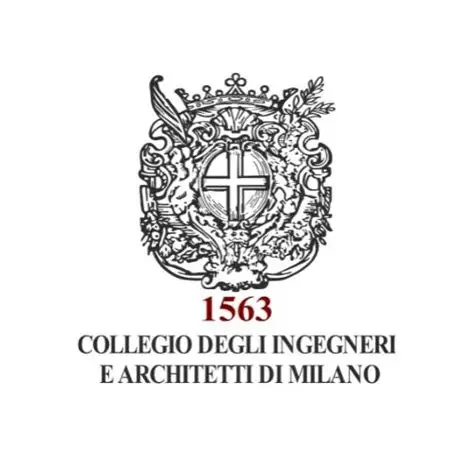 1563
COLLEGIO DEGLI INGEGNERI
E ARCHITETTI DI MILANO